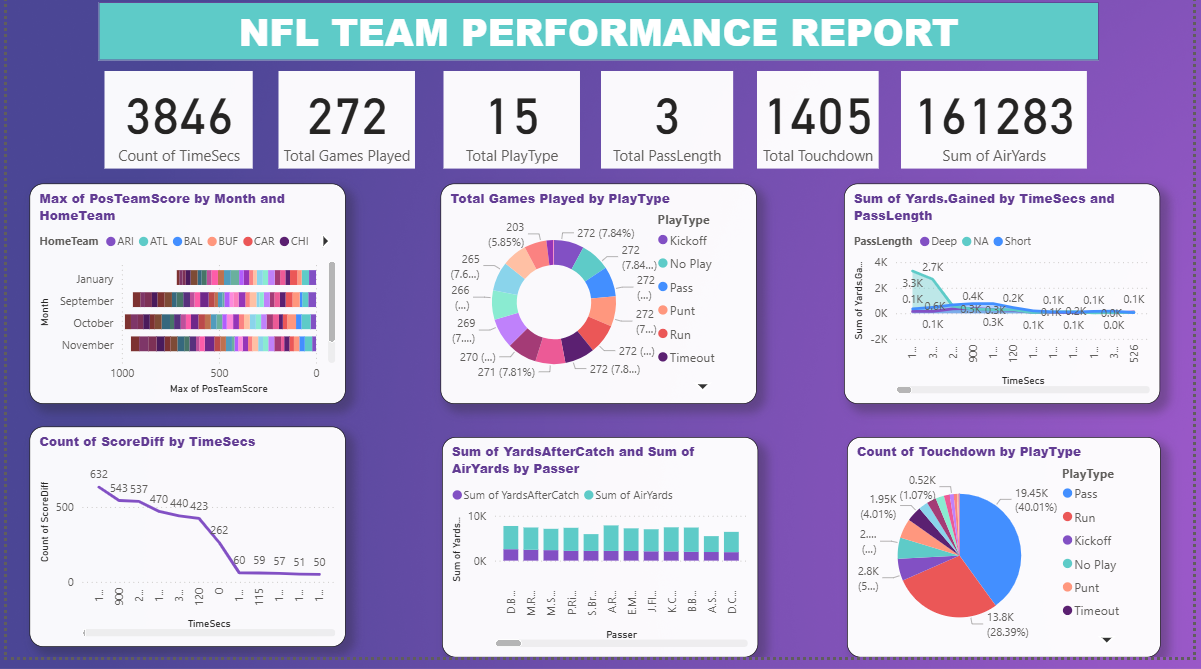 NFL TEAM PERFORMANCE REPORT
3846
Count of TimeSecs
272
Total Games Played
15
Total PlayType
3
Total PassLength
1405
Total Touchdown
161283
Sum of AirYards
Max of PosTeamScore by Month and
HomeTeam
HomeTeam ARI ATL BAL BUF CAR CHI
Month
January
September
October
November
1000 500 0
Max of PosTeamScore
Total Games Played by PlayType
203
(5.85%)
265
(7.6...)
266
(...)
269
(7....)
270 (...)
271 (7.81%)
272 (7.84%)
272
(7.84...)
272
(...)
272
(7...)
272 (...)
272 (7.8...)
PlayType
Kickoff
No Play
Pass
Punt
Run
Timeout
Sum of Yards.Gained by TimeSecs and
PassLength
PassLength Deep NA Short
Sum of Yards.Ga...
4K
2K
0K
-2K
3.3K
2.7K
0.1K
0.6K
0.4K
0.2K
0.1K
0.1K
0.1K
0.3K
0.3K
0.2K
0.0K
0.1K
0.3K
0.1K
0.1K
0.0K
1... 3... 2... 900 1... 120 1... 1... 1... 1... 3... 526
TimeSecs
Count of ScoreDiff by TimeSecs
Count of ScoreDiff
500
0
632
543
537
470
440
423
262
60
59
57
51
50
1... 900 2... 1... 3... 120 0 1... 115 1... 1... 1...
TimeSecs
Sum of YardsAfterCatch and Sum of
AirYards by Passer
Sum of YardsAfterCatch Sum of AirYards
Sum of Yards...
10K
0K
D.B... M.R... M.S... P.Ri... S.Br... A.R... E.M... J.Fl... K.C... B.B... A.S... D.C...
Passer
Count of Touchdown by PlayType
0.52K
(1.07%)
1.95K
(4.01%)
2....
(...)
2.8K
(5...)
19.45K
(40.01%)
13.8K
(28.39%)
PlayType
Pass
Run
Kickoff
No Play
Punt
Timeout